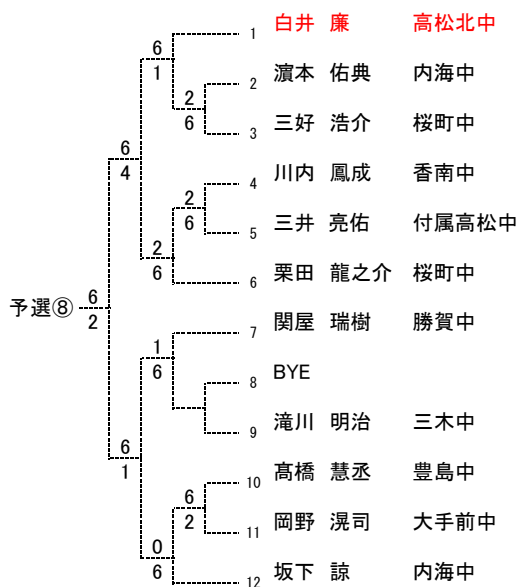 1 白井 廉 高松北中
6
1
2 濵本 佑典 内海中
2
6
3 三好 浩介 桜町中
6
4
4 川内 鳳成 香南中
2
6
5 三井 亮佑 付属高松中
2
6
6 栗田 龍之介 桜町中
予選⑧
6
2
7 関屋 瑞樹 勝賀中
1
6
8 BYE
9 滝川 明治 三木中
6
1
10 髙橋 慧丞 豊島中
6
2
11 岡野 滉司 大手前中
0
6
12 坂下 諒 内海中